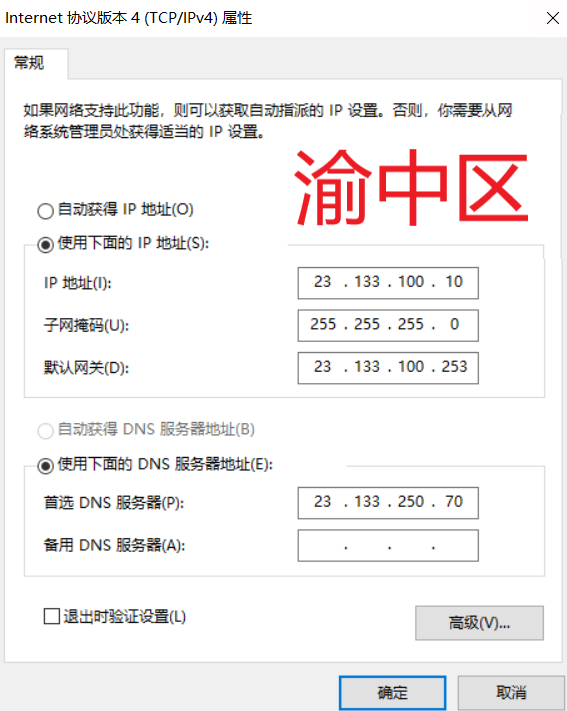 Internet 协议版本 4 (TCP/IPv4) 属性
常规
如果网络支持此功能，则可以获取自动指派的 IP 设置。否则，你需要从网
络系统管理员处获得适当的 IP 设置。
渝中区
自动获得 IP 地址(O)
使用下面的 IP 地址(S):
IP 地址(I): 23 . 133 . 100 . 10
子网掩码(U): 255 . 255 . 255 . 0
默认网关(D): 23 . 133 . 100 . 253
自动获得 DNS 服务器地址(B)
使用下面的 DNS 服务器地址(E):
首选 DNS 服务器(P): 23 . 133 . 250 . 70
备用 DNS 服务器(A): . . .
退出时验证设置(L)
高级(V)...
确定 取消